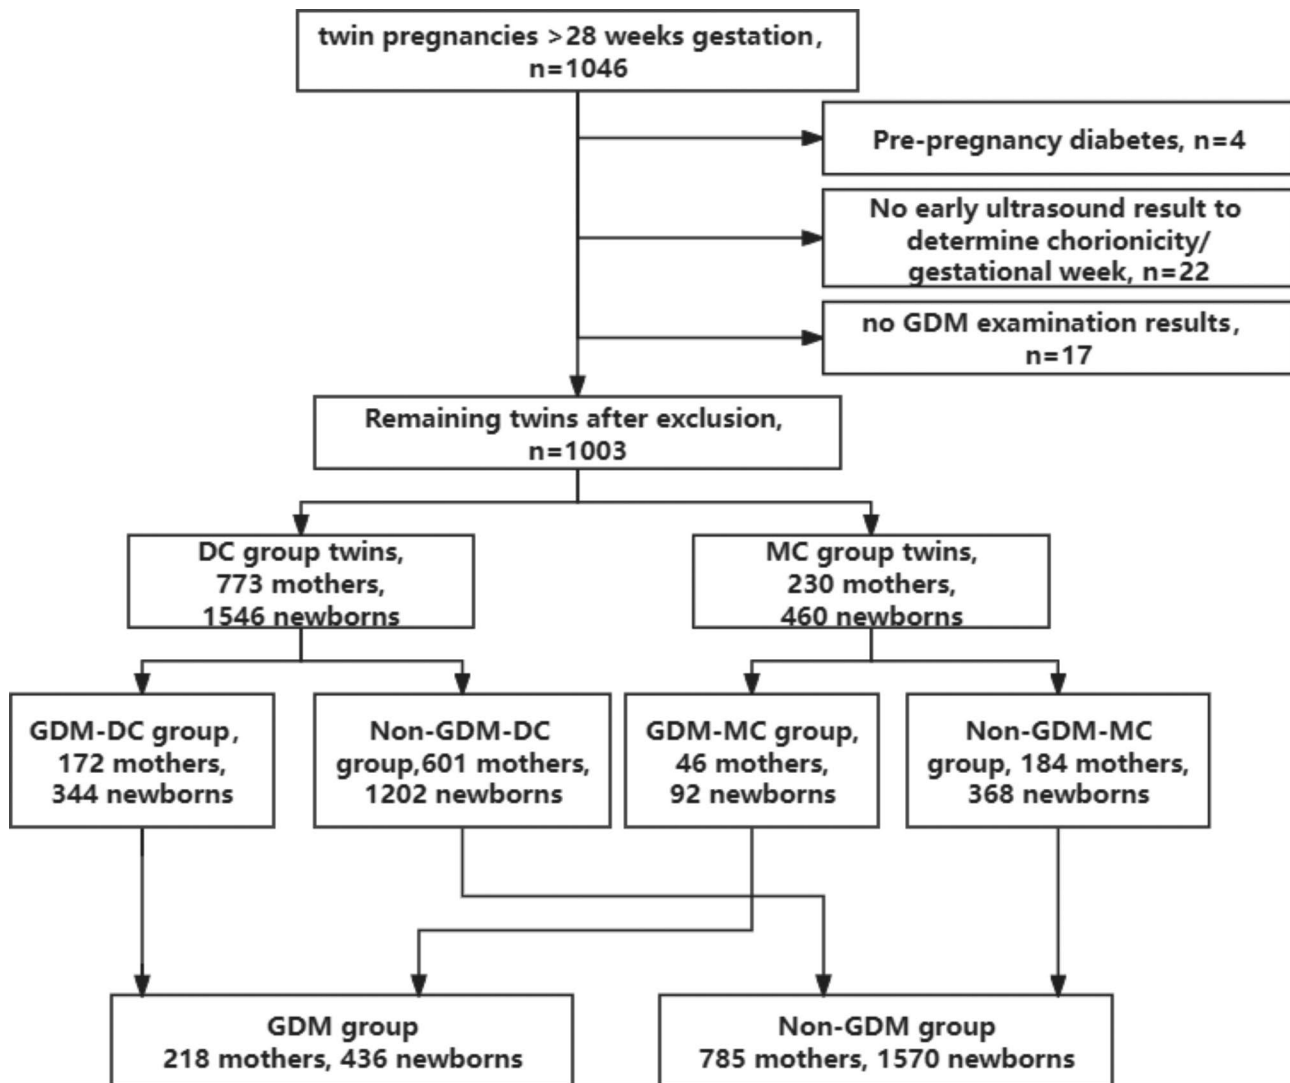 twin pregnancies >28 weeks gestation,
n=1046
Pre-pregnancy diabetes, n=4
No early ultrasound result to
determine chorionicity/
gestational week, n=22
no GDM examination results,
n=17
Remaining twins after exclusion,
n=1003
DC group twins,
773 mothers,
1546 newborns
MC group twins,
230 mothers,
460 newborns
GDM-DC group,
172 mothers,
344 newborns
Non-GDM-DC
group,601 mothers,
1202 newborns
GDM-MC group,
46 mothers,
92 newborns
Non-GDM-MC
group, 184 mothers,
368 newborns
GDM group
218 mothers, 436 newborns
Non-GDM group
785 mothers, 1570 newborns